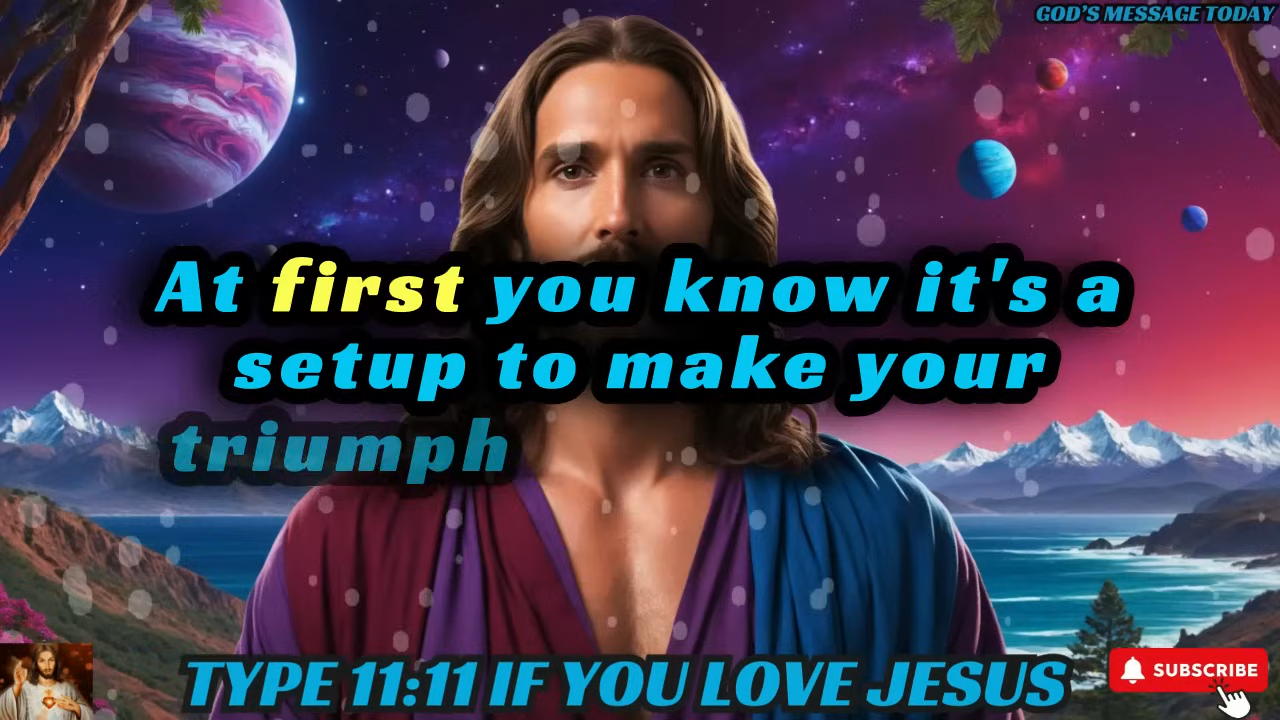 GOD'S MESSAGE TODAY
At first you know it's a
setup to make your
triumph
TYPE 11:11 IF YOU LOVE JESUS
SUBSCRIBE